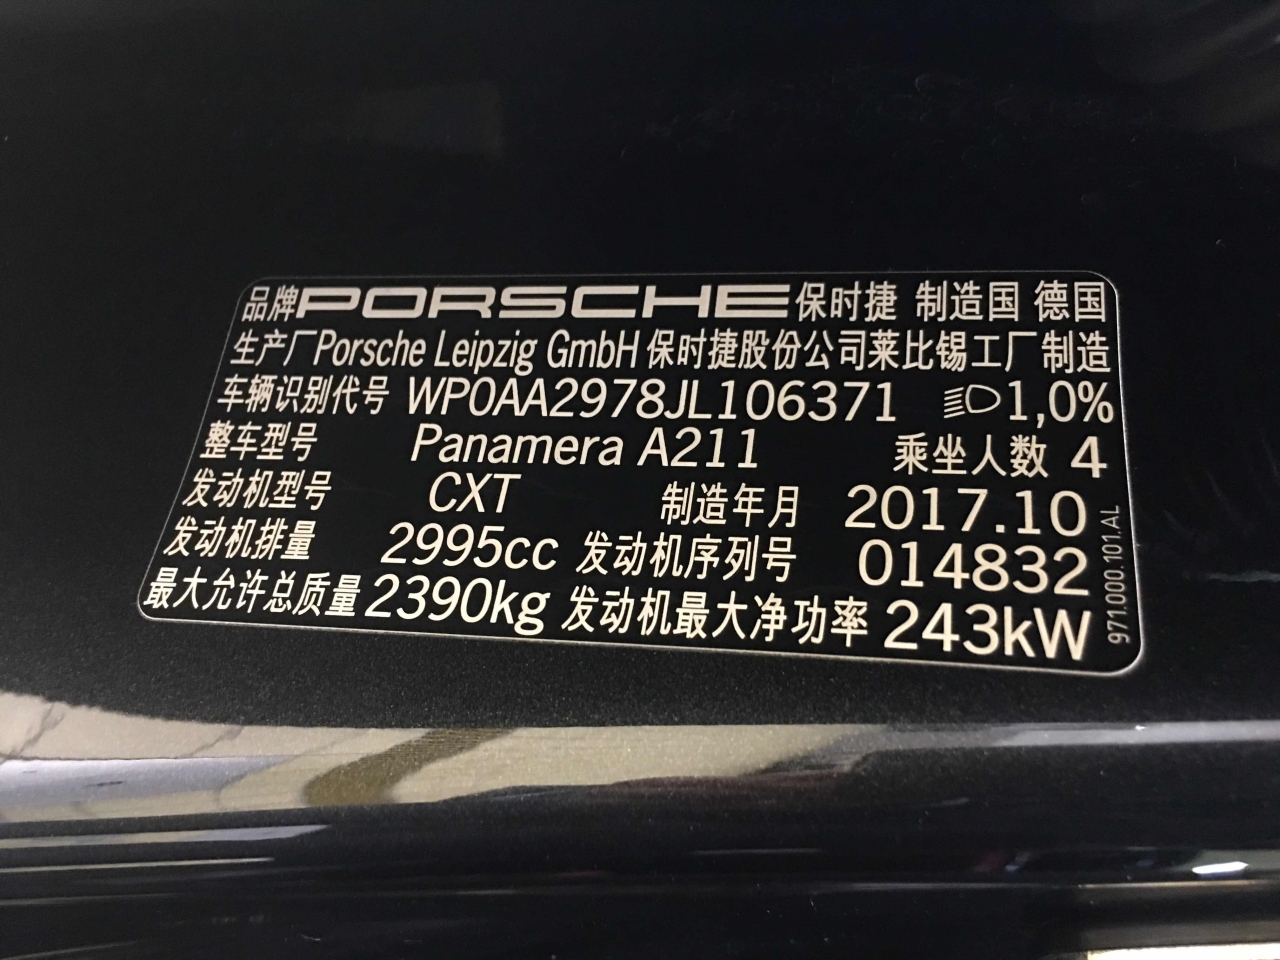 品牌PORSCHE保时捷 制造国 德国
生产厂Porsche Leipzig GmbH 保时捷股份公司莱比锡工厂制造
车辆识别代号 WP0AA2978JL106371 1,0%
整车型号 Panamera A211 乘坐人数 4
发动机型号 CXT 制造年月 2017.10
发动机排量 2995cc 发动机序列号 014832
最大允许总质量 2390kg 发动机最大净功率 243kW
971.000.101.AL